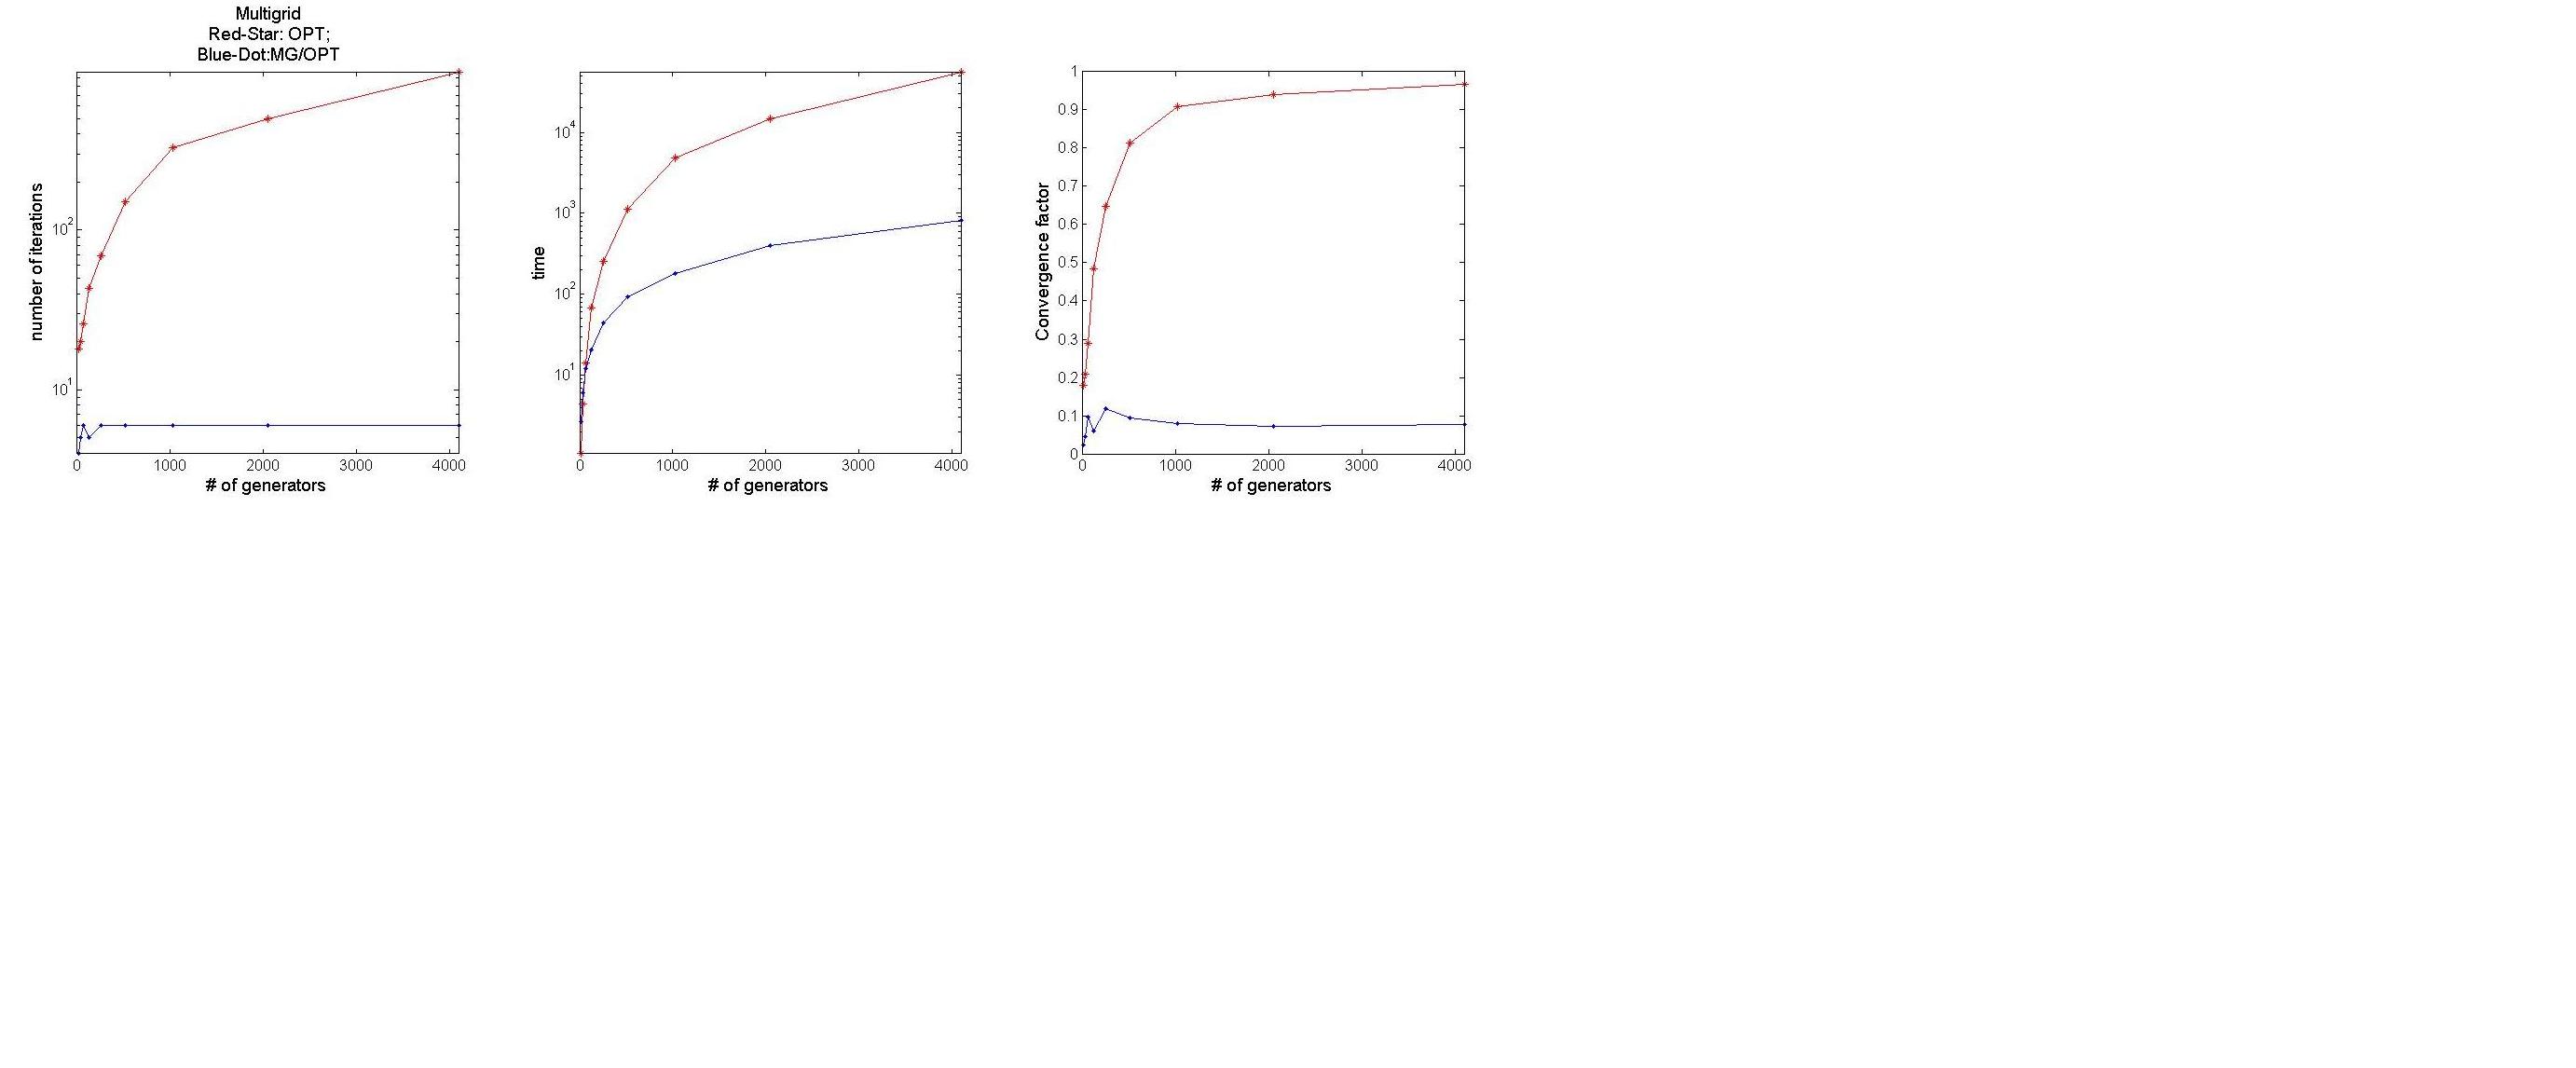 Multigrid
Red-Star: OPT;
Blue-Dot:MG/OPT
number of iterations
10^2
10^1
0 1000 2000 3000 4000
# of generators
time
10^4
10^3
10^2
10^1
0 1000 2000 3000 4000
# of generators
Convergence factor
1
0.9
0.8
0.7
0.6
0.5
0.4
0.3
0.2
0.1
0
0 1000 2000 3000 4000
# of generators